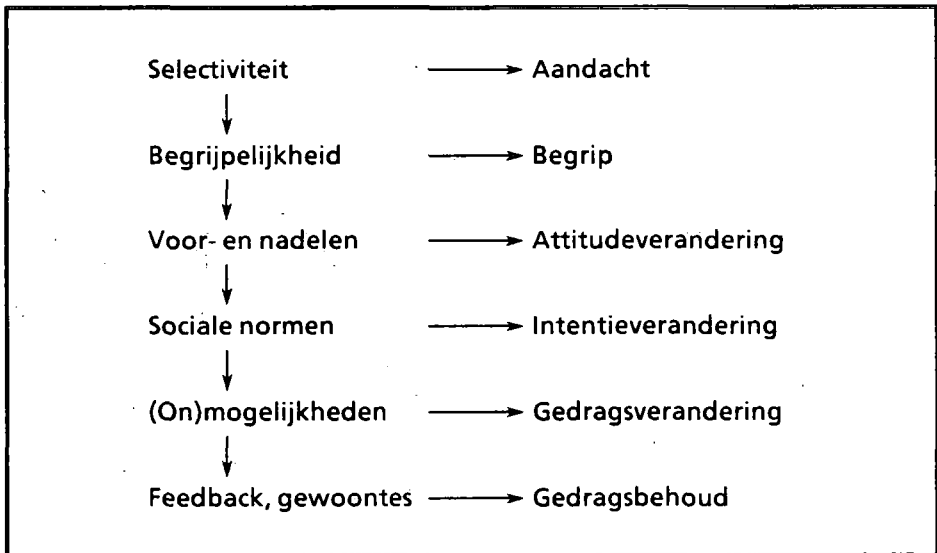 Selectiviteit → Aandacht
Begrijpelijkheid → Begrip
Voor- en nadelen → Attitudeverandering
Sociale normen → Intentieverandering
(On)mogelijkheden → Gedragsverandering
Feedback, gewoontes → Gedragsbehoud